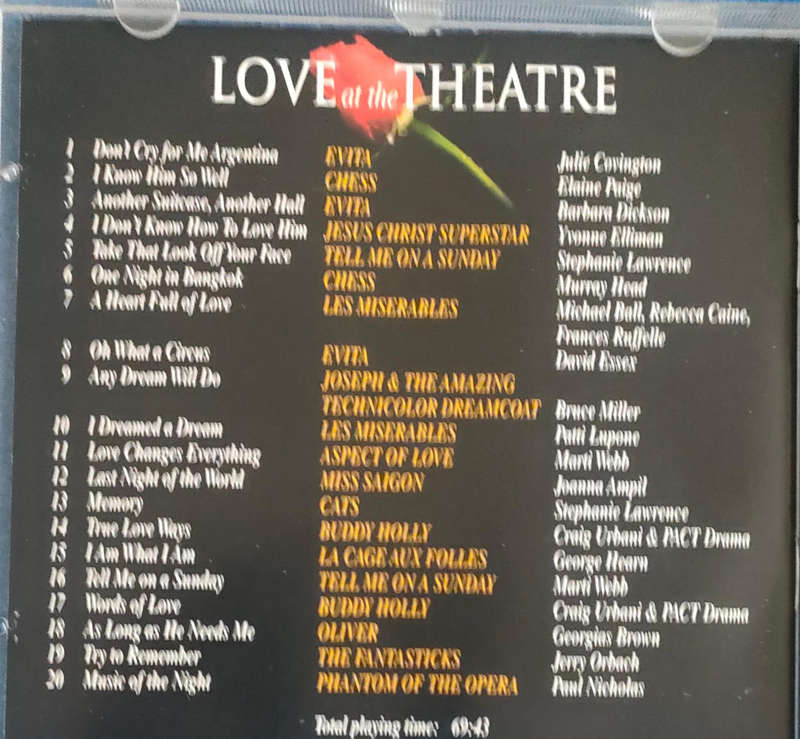 LOVE at the THEATRE
1 Don't Cry for Me Argentina EVITA Julie Covington
2 I Know Him So Well CHESS Elaine Paige
3 Another Suitcase, Another Hall EVITA Barbara Dickson
4 I Don't Know How To Love Him JESUS CHRIST SUPERSTAR Yvonne Elliman
5 Take That Look Off Your Face TELL ME ON A SUNDAY Stephanie Lawrence
6 One Night in Bangkok CHESS Murray Head
7 A Heart Full of Love LES MISERABLES Michael Ball, Rebecca Caine,
Frances Ruffelle
8 Oh What a Circus EVITA David Essex
9 Any Dream Will Do JOSEPH & THE AMAZING
TECHNICOLOR DREAMCOAT Bruce Miller
10 I Dreamed a Dream LES MISERABLES Patti Lupone
11 Love Changes Everything ASPECT OF LOVE Marti Webb
12 Last Night of the World MISS SAIGON Joanna Ampil
13 Memory CATS Stephanie Lawrence
14 True Love Ways BUDDY HOLLY Craig Urbani & PACT Drama
15 I Am What I Am LA CAGE AUX FOLLES George Hearn
16 Tell Me on a Sunday TELL ME ON A SUNDAY Marti Webb
17 Words of Love BUDDY HOLLY Craig Urbani & PACT Drama
18 As Long as He Needs Me OLIVER Georgias Brown
19 Try to Remember THE FANTASTICKS Jerry Orbach
20 Music of the Night PHANTOM OF THE OPERA Paul Nicholas
Total playing time: 69:43